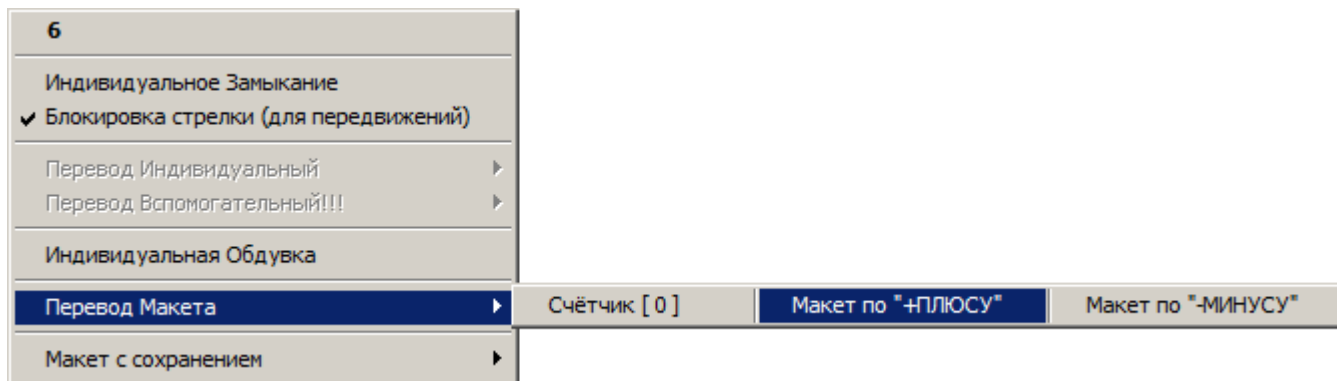 6
Индивидуальное Замыкание
Блокировка стрелки (для передвижений)
Перевод Индивидуальный
Перевод Вспомогательный!!!
Индивидуальная Обдувка
Перевод Макета
Счётчик [ 0 ]
Макет по "+ПЛЮСУ"
Макет по "-МИНУСУ"
Макет с сохранением